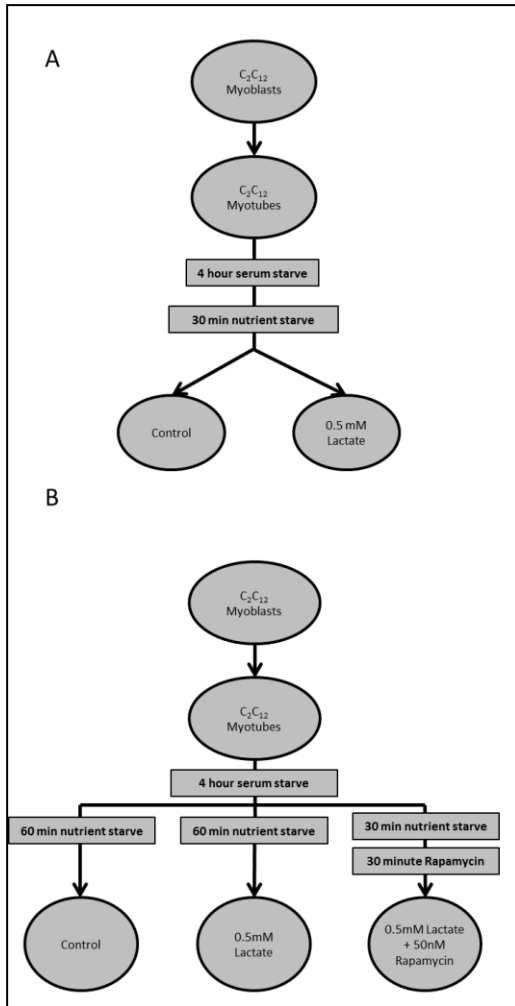 A
C₂C₁₂
Myoblasts
C₂C₁₂
Myotubes
4 hour serum starve
30 min nutrient starve
Control
0.5 mM
Lactate
B
C₂C₁₂
Myoblasts
C₂C₁₂
Myotubes
4 hour serum starve
60 min nutrient starve
60 min nutrient starve
30 min nutrient starve
30 minute Rapamycin
Control
0.5mM
Lactate
0.5mM Lactate
+ 50nM
Rapamycin